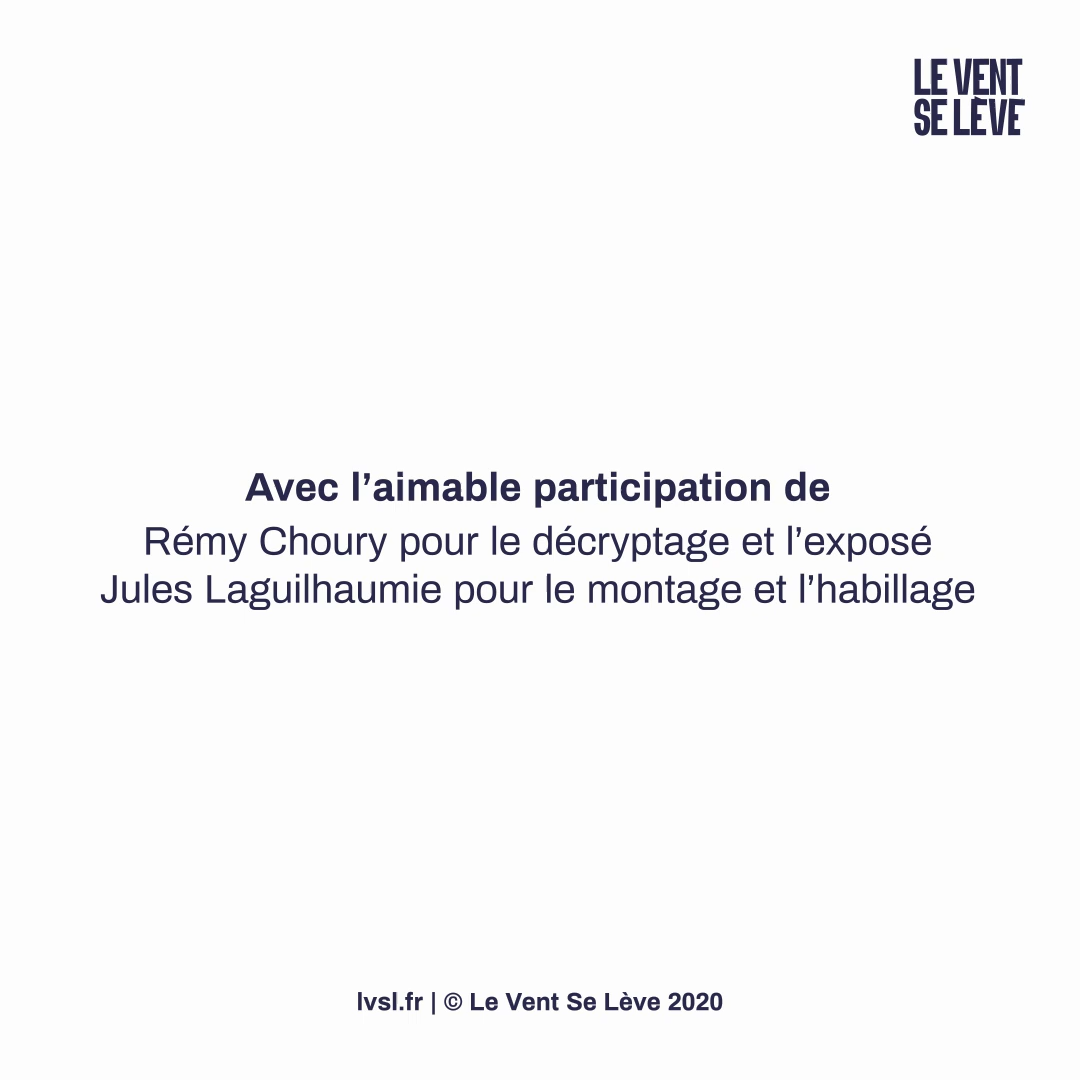 LE VENT
SE LÈVE
Avec l’aimable participation de
Rémy Choury pour le décryptage et l’exposé
Jules Laguilhaumie pour le montage et l’habillage
lvsl.fr | © Le Vent Se Lève 2020